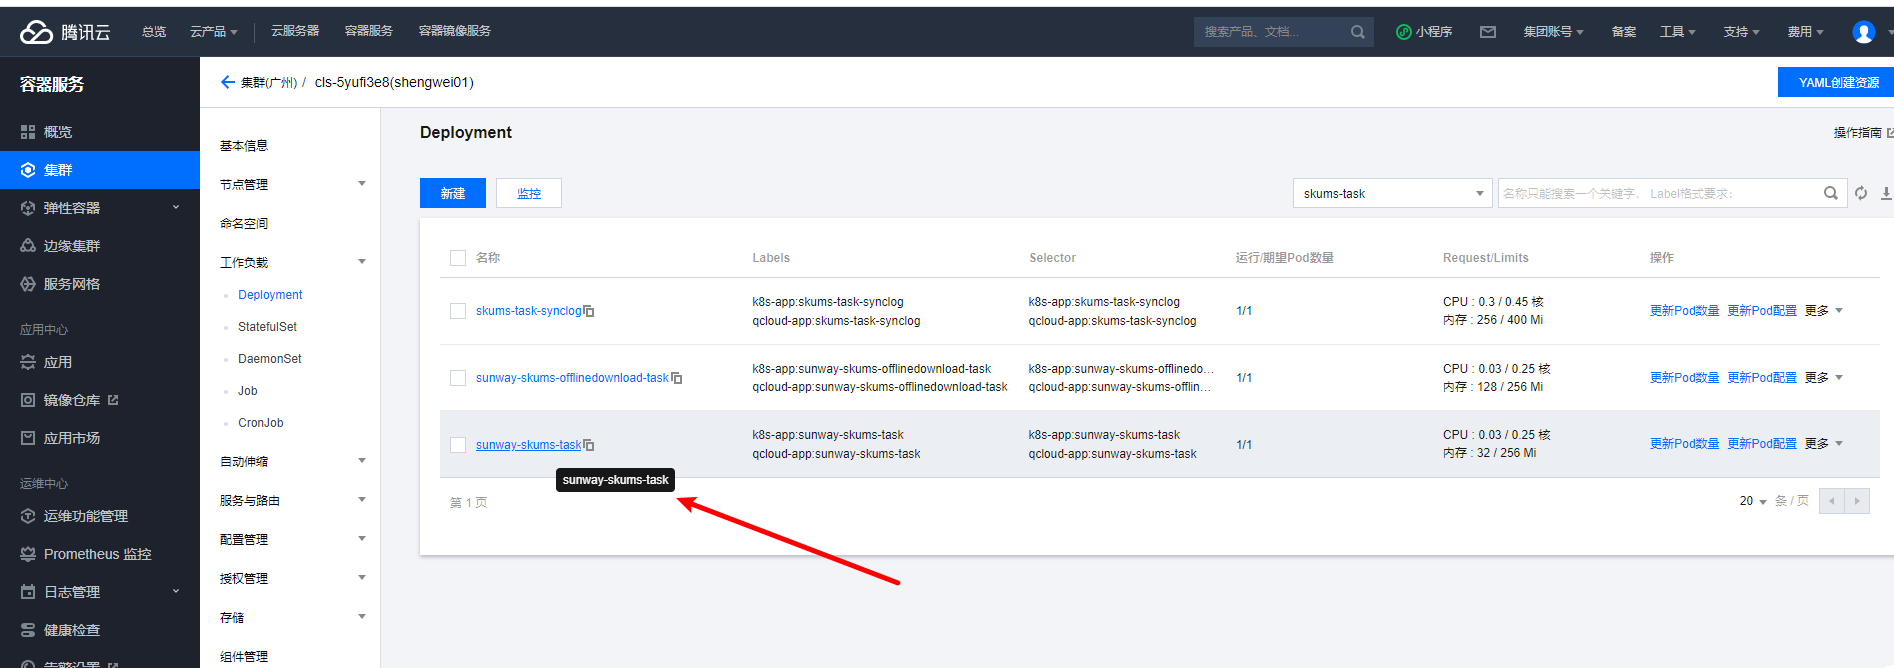 腾讯云
总览
云产品
云服务器
容器服务
容器镜像服务
搜索产品、文档...
小程序
集团账号
备案
工具
支持
费用
容器服务
概览
集群
弹性容器
边缘集群
服务网格
应用中心
应用
镜像仓库
应用市场
运维中心
运维功能管理
Prometheus 监控
日志管理
健康检查
告警设置
集群(广州) / cls-5yufi3e8(shengwei01)
YAML创建资源
基本信息
节点管理
命名空间
工作负载
Deployment
StatefulSet
DaemonSet
Job
CronJob
自动伸缩
服务与路由
配置管理
授权管理
存储
组件管理
Deployment
操作指南
新建
监控
skums-task
名称只能搜索一个关键字， Label格式要求：
名称 Labels Selector 运行/期望Pod数量 Request/Limits 操作
skums-task-synclog
k8s-app:skums-task-synclog
qcloud-app:skums-task-synclog
k8s-app:skums-task-synclog
qcloud-app:skums-task-synclog
1/1
CPU : 0.3 / 0.45 核
内存 : 256 / 400 Mi
更新Pod数量 更新Pod配置 更多
sunway-skums-offlinedownload-task
k8s-app:sunway-skums-offlinedownload-task
qcloud-app:sunway-skums-offlinedownload-task
k8s-app:sunway-skums-offlinedo...
qcloud-app:sunway-skums-offlin...
1/1
CPU : 0.03 / 0.25 核
内存 : 128 / 256 Mi
更新Pod数量 更新Pod配置 更多
sunway-skums-task
k8s-app:sunway-skums-task
qcloud-app:sunway-skums-task
k8s-app:sunway-skums-task
qcloud-app:sunway-skums-task
1/1
CPU : 0.03 / 0.25 核
内存 : 32 / 256 Mi
更新Pod数量 更新Pod配置 更多
sunway-skums-task
第 1 页
20 条 / 页